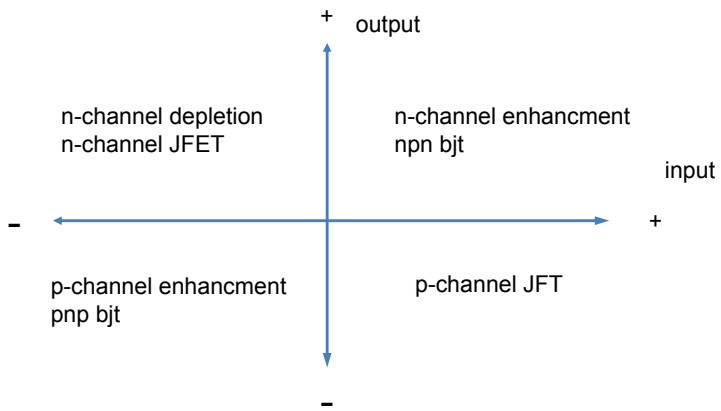 + output
n-channel depletion
n-channel JFET
n-channel enhancment
npn bjt
input
- +
p-channel enhancment
pnp bjt
p-channel JFT
-